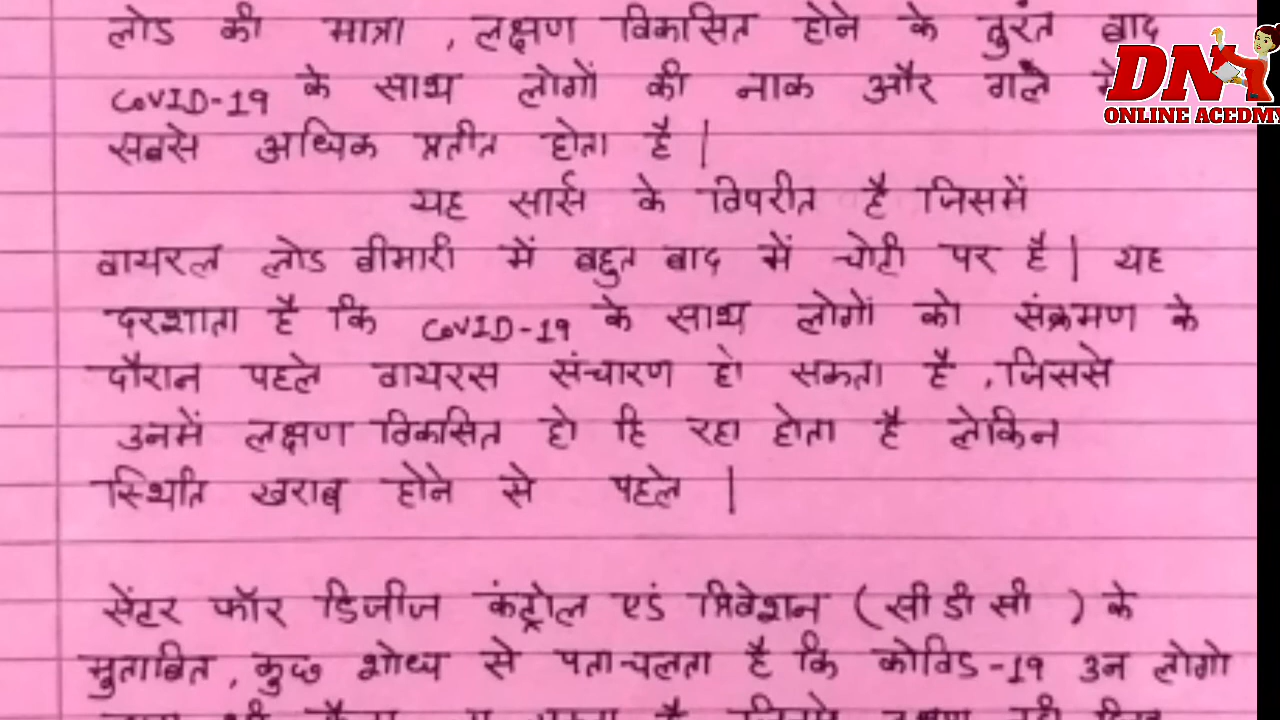 लोड की मात्रा , लक्षण विकसित होने के तुरंत बाद
COVID-19 के साथ लोगों की नाक और गले में
सबसे अधिक प्रतीत होता है |
यह सार्स के विपरीत है जिसमें
वायरल लोड बीमारी में बहुत बाद में चोटी पर है | यह
दरशाता है कि COVID-19 के साथ लोगों को संक्रमण के
दौरान पहले वायरस संचारण हो सकता है , जिससे
उनमें लक्षण विकसित हो हि रहा होता है लेकिन
स्थिति खराब होने से पहले |
सेंटर फॉर डिजीज कंट्रोल एडं प्रिवेशन ( सी डी सी ) के
मुताबित , कुछ शोध से पता चलता है कि कोविड -19 उन लोगो
DN
ONLINE ACEDMY